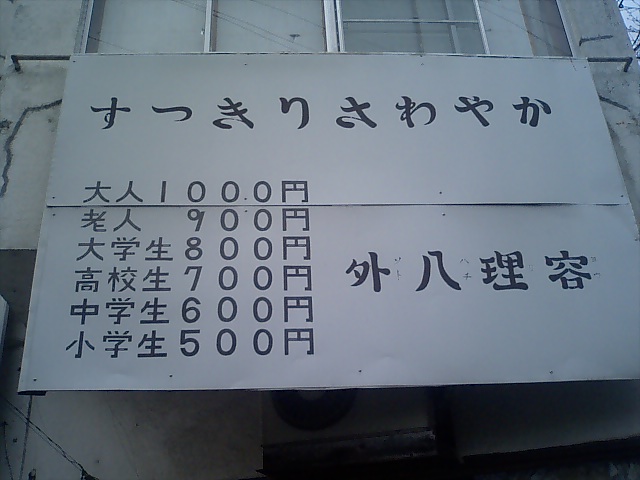 すっきりさわやか
大人1000円
老人 900円
大学生800円
高校生700円
中学生600円
小学生500円
外八理容